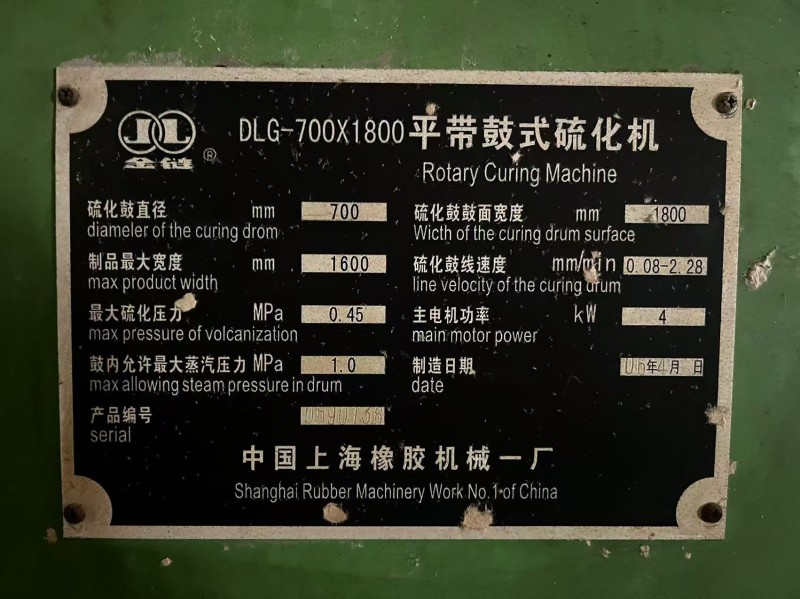 JL
金链 ®
DLG-700X1800 平带鼓式硫化机
Rotary Curing Machine
硫化鼓直径 mm 700
diameler of the curing drom
硫化鼓鼓面宽度 mm 1800
Wicth of the curing drum surface
制品最大宽度 mm 1600
max product width
硫化鼓线速度 mm/min 0.08-2.28
line velocity of the curing drum
最大硫化压力 MPa 0.45
max pressure of volcanization
主电机功率 kW 4
main motor power
鼓内允许最大蒸汽压力 MPa 1.0
max allowing steam pressure in drum
制造日期 05年4月 日
date
产品编号
serial
中国上海橡胶机械一厂
Shanghai Rubber Machinery Work No.1 of China